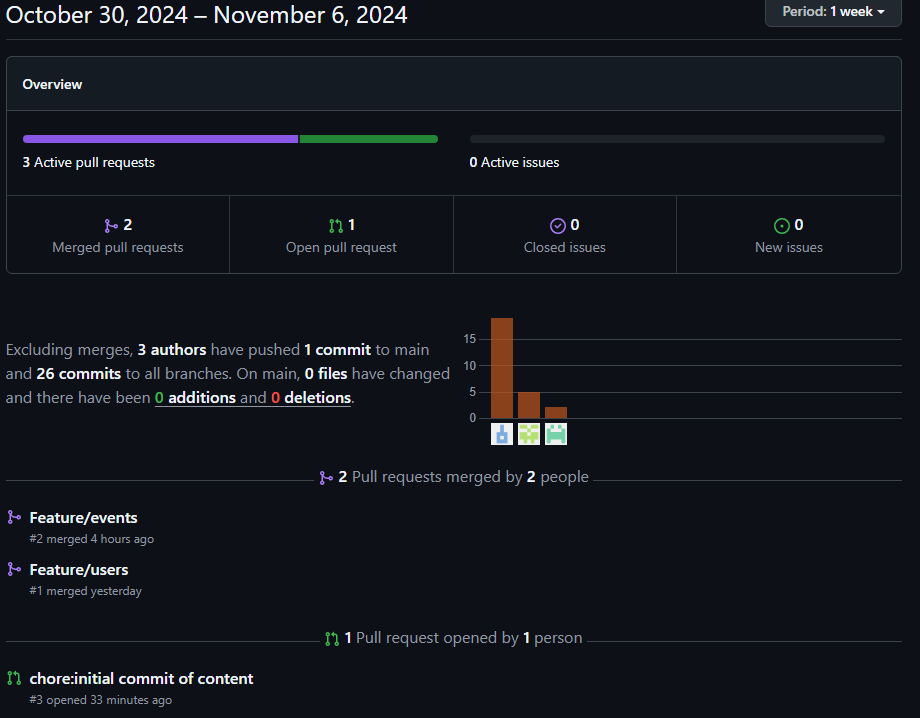 October 30, 2024 – November 6, 2024
Period: 1 week
Overview
3 Active pull requests
0 Active issues
2
Merged pull requests
1
Open pull request
0
Closed issues
0
New issues
Excluding merges, 3 authors have pushed 1 commit to main
and 26 commits to all branches. On main, 0 files have changed
and there have been 0 additions and 0 deletions.
15
10
5
0
2 Pull requests merged by 2 people
Feature/events
#2 merged 4 hours ago
Feature/users
#1 merged yesterday
1 Pull request opened by 1 person
chore:initial commit of content
#3 opened 33 minutes ago